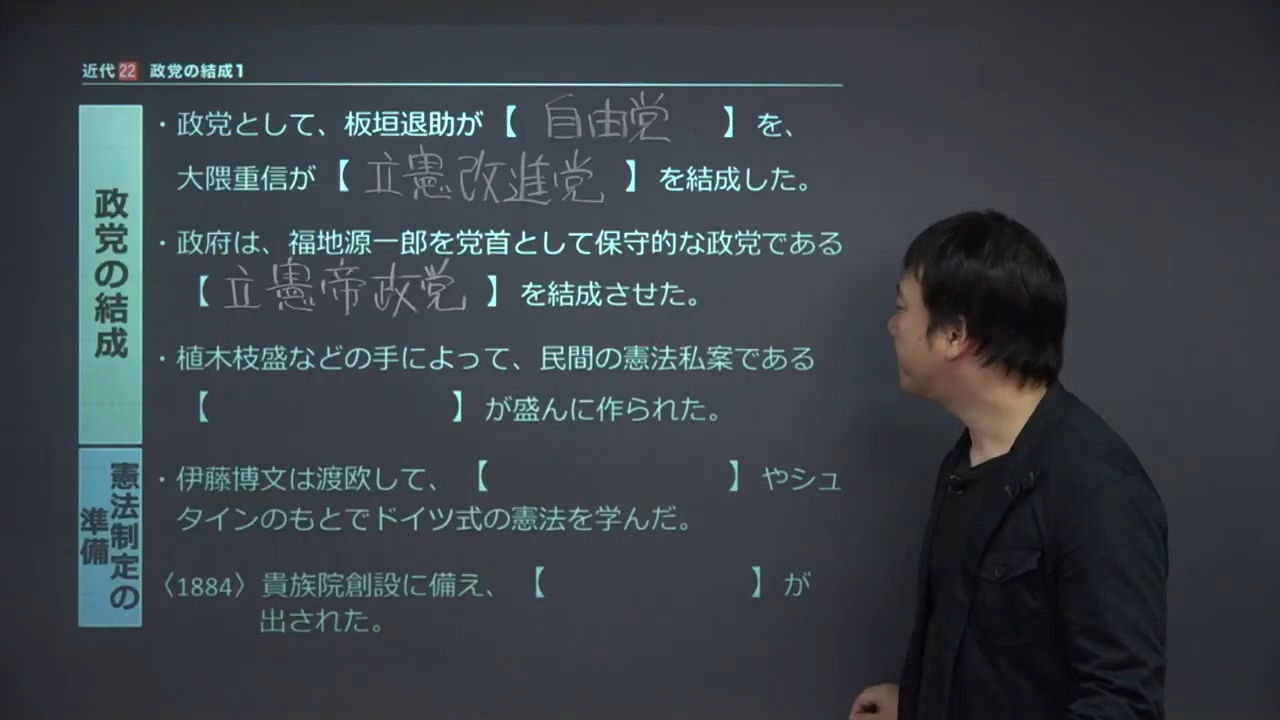 近代22 政党の結成1
政党の結成
・政党として、板垣退助が【 自由党 】を、
大隈重信が【 立憲改進党 】を結成した。
・政府は、福地源一郎を党首として保守的な政党である
【 立憲帝政党 】を結成させた。
・植木枝盛などの手によって、民間の憲法私案である
【 】が盛んに作られた。
憲法制定の
準備
・伊藤博文は渡欧して、【 】やシュ
タインのもとでドイツ式の憲法を学んだ。
〈1884〉貴族院創設に備え、【 】が
出された。